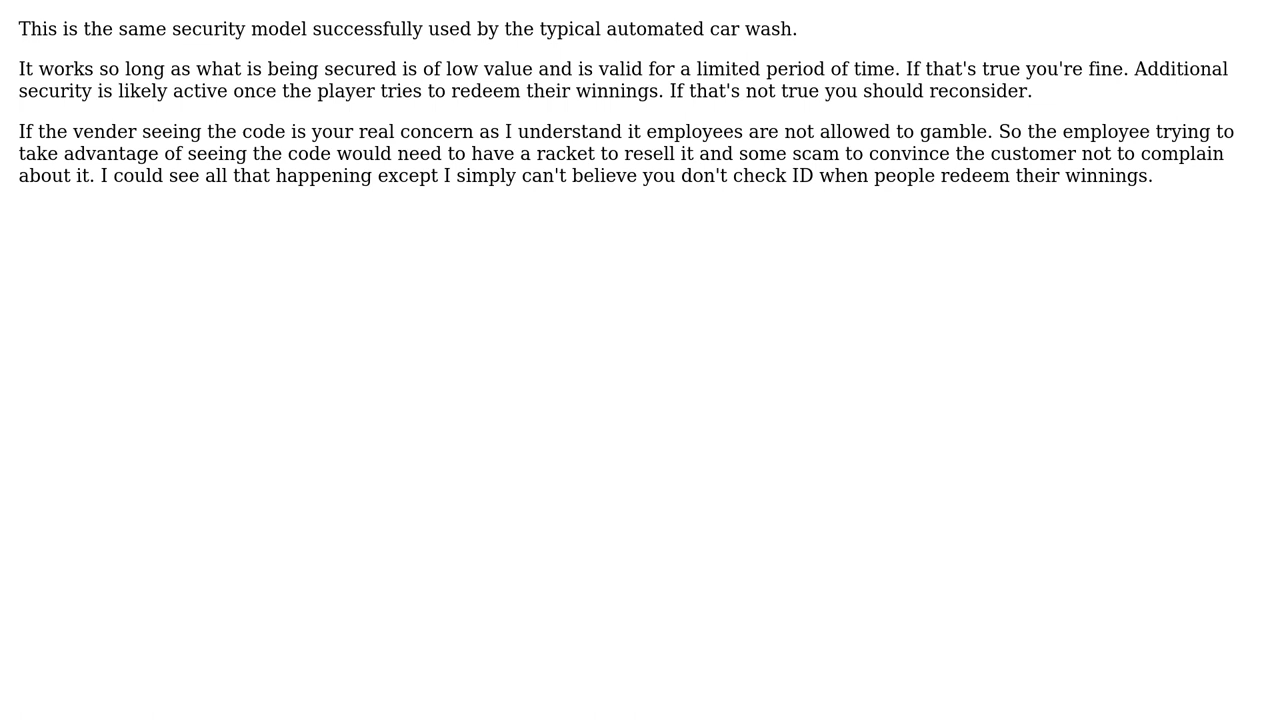 This is the same security model successfully used by the typical automated car wash.
It works so long as what is being secured is of low value and is valid for a limited period of time. If that's true you're fine. Additional
security is likely active once the player tries to redeem their winnings. If that's not true you should reconsider.
If the vender seeing the code is your real concern as I understand it employees are not allowed to gamble. So the employee trying to
take advantage of seeing the code would need to have a racket to resell it and some scam to convince the customer not to complain
about it. I could see all that happening except I simply can't believe you don't check ID when people redeem their winnings.